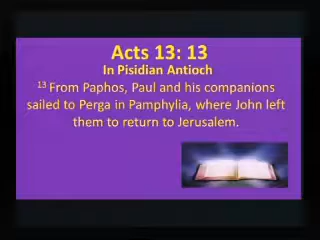 Acts 13: 13
In Pisidian Antioch
13 From Paphos, Paul and his companions
sailed to Perga in Pamphylia, where John left
them to return to Jerusalem.